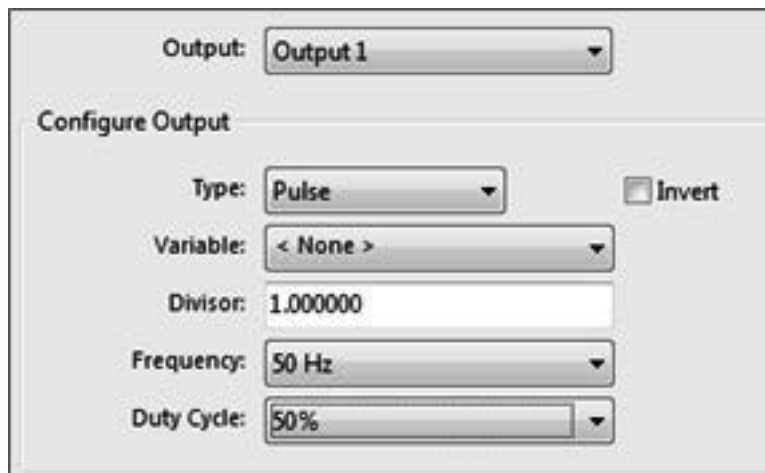 Output: Output 1
Configure Output
Type: Pulse Invert
Variable: < None >
Divisor: 1.000000
Frequency: 50 Hz
Duty Cycle: 50%